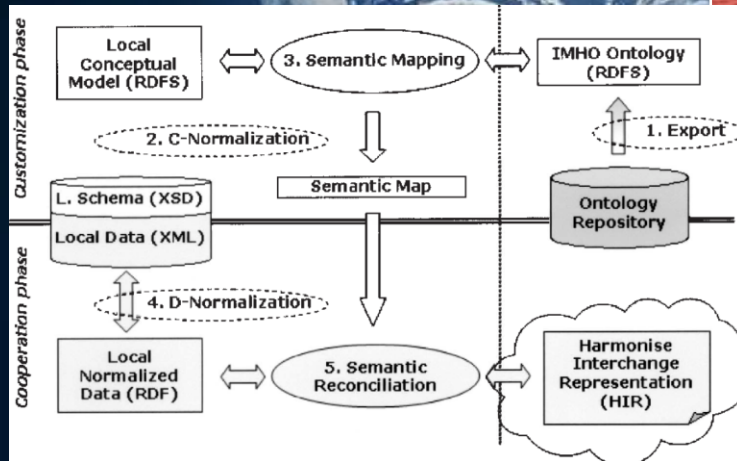 Customization phase
Local
Conceptual
Model (RDFS)
3. Semantic Mapping
IMHO Ontology
(RDFS)
2. C-Normalization
1. Export
Semantic Map
L. Schema (XSD)
Local Data (XML)
Ontology
Repository
Cooperation phase
4. D-Normalization
Local
Normalized
Data (RDF)
5. Semantic
Reconciliation
Harmonise
Interchange
Representation
(HIR)